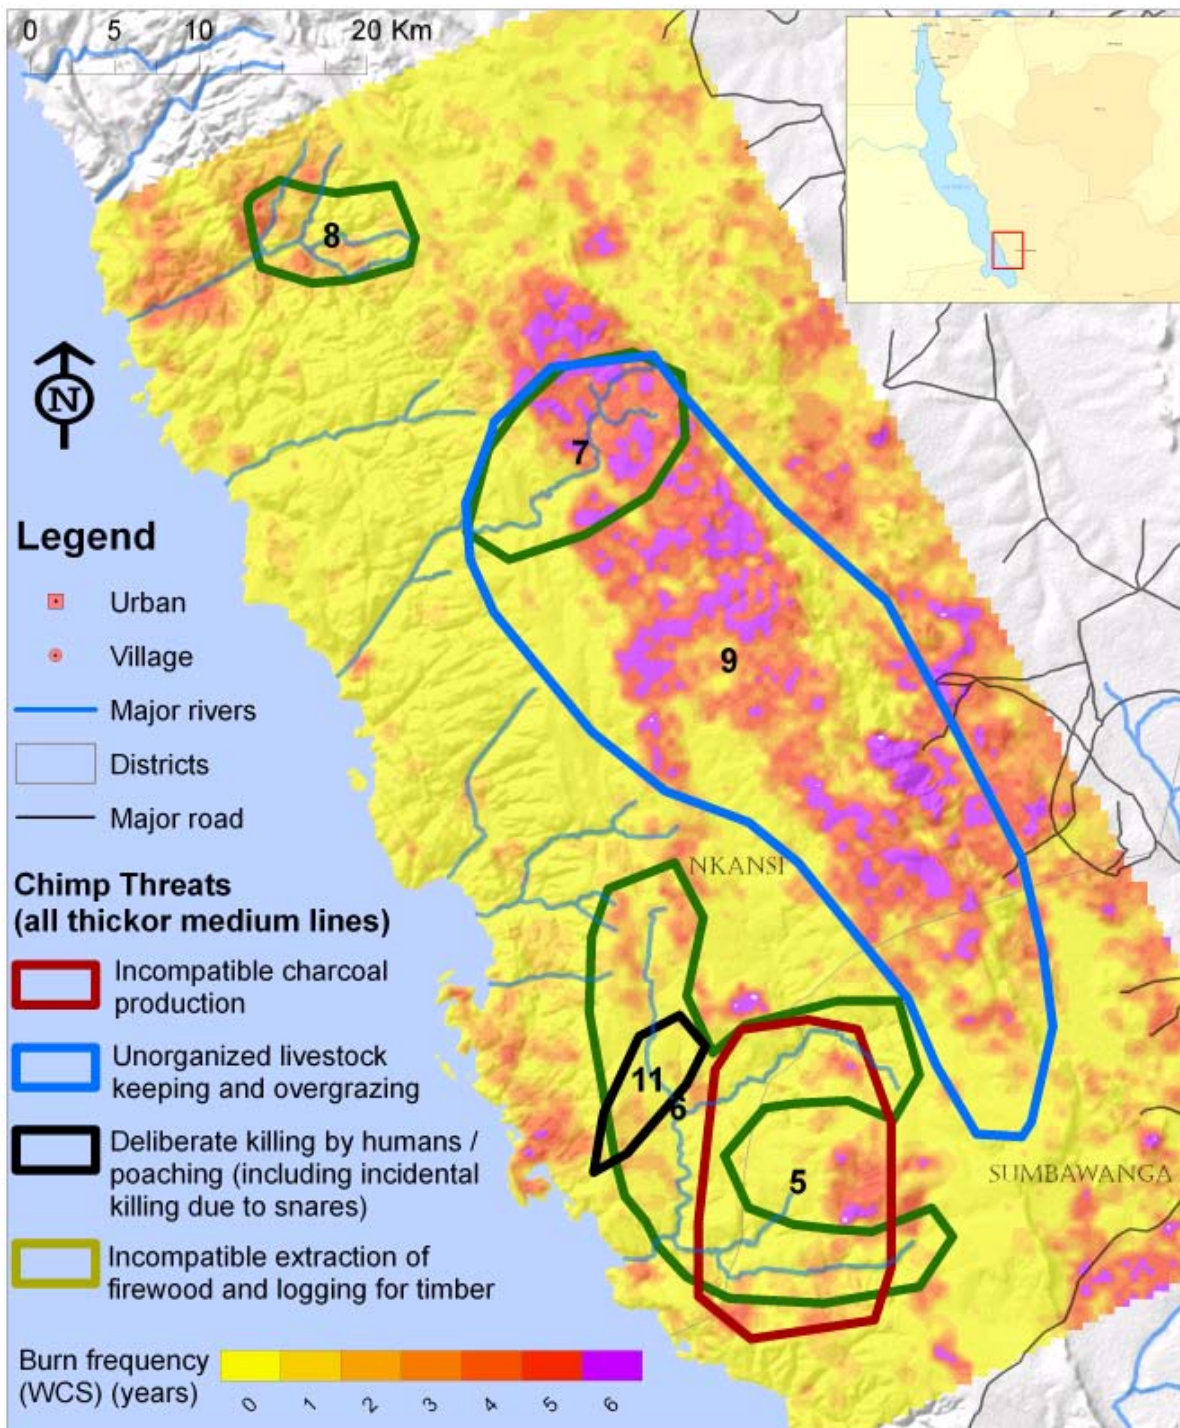 0 5 10 20 Km
8
7
9
N
Legend
Urban
Village
Major rivers
Districts
Major road
NKANSI
Chimp Threats
(all thickor medium lines)
Incompatible charcoal
production
Unorganized livestock
keeping and overgrazing
Deliberate killing by humans /
poaching (including incidental
killing due to snares)
Incompatible extraction of
firewood and logging for timber
11
6
5
SUMBAWANGA
Burn frequency
(WCS) (years)
0 1 2 3 4 5 6